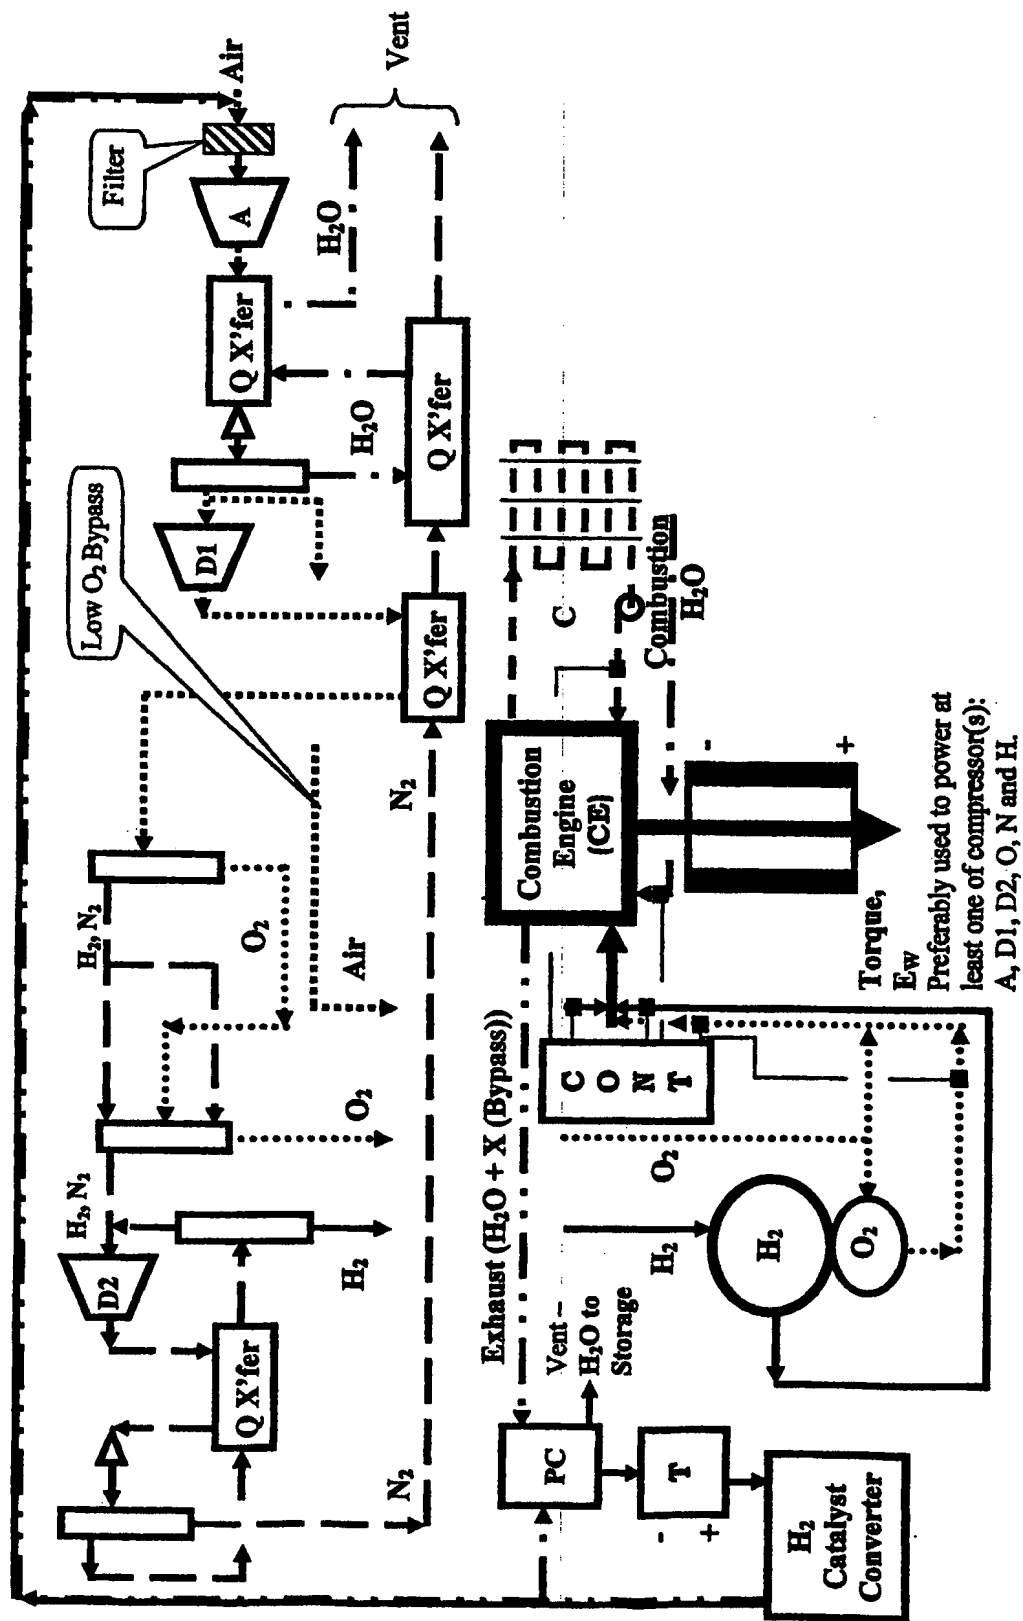 Air
Filter
A
Vent
H₂O
Q X'fer
H₂O
Q X'fer
Low O₂ Bypass
D1
Q X'fer
N₂
H₂, N₂
O₂
Air
O₂
H₂, N₂
D2
H₂
Q X'fer
N₂
C
Combustion
H₂O
Combustion
Engine
(CE)
-
+
Torque,
Ew
Preferably used to power at
least one of compressor(s):
A, D1, D2, O, N and H.
Exhaust (H₂O + X (Bypass))
C
O
N
T
O₂
H₂
H₂
O₂
Vent –
H₂O to
Storage
PC
T
-
+
H₂
Catalyst
Converter